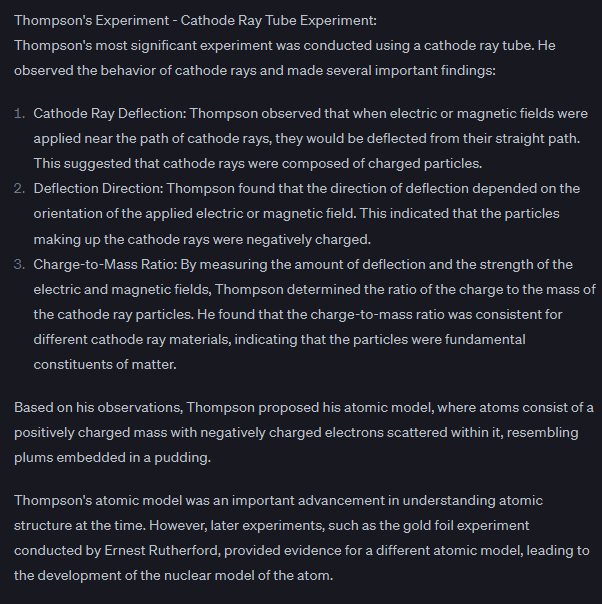 Thompson's Experiment - Cathode Ray Tube Experiment:
Thompson's most significant experiment was conducted using a cathode ray tube. He
observed the behavior of cathode rays and made several important findings:
1. Cathode Ray Deflection: Thompson observed that when electric or magnetic fields were
applied near the path of cathode rays, they would be deflected from their straight path.
This suggested that cathode rays were composed of charged particles.
2. Deflection Direction: Thompson found that the direction of deflection depended on the
orientation of the applied electric or magnetic field. This indicated that the particles
making up the cathode rays were negatively charged.
3. Charge-to-Mass Ratio: By measuring the amount of deflection and the strength of the
electric and magnetic fields, Thompson determined the ratio of the charge to the mass of
the cathode ray particles. He found that the charge-to-mass ratio was consistent for
different cathode ray materials, indicating that the particles were fundamental
constituents of matter.
Based on his observations, Thompson proposed his atomic model, where atoms consist of a
positively charged mass with negatively charged electrons scattered within it, resembling
plums embedded in a pudding.
Thompson's atomic model was an important advancement in understanding atomic
structure at the time. However, later experiments, such as the gold foil experiment
conducted by Ernest Rutherford, provided evidence for a different atomic model, leading to
the development of the nuclear model of the atom.